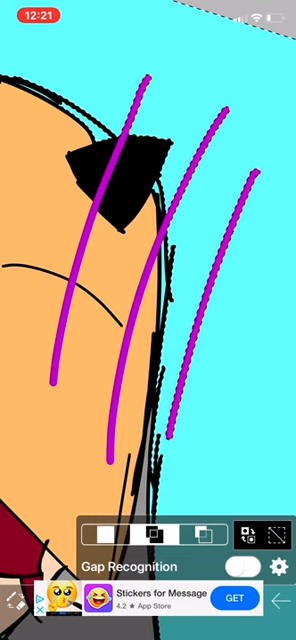 12:21
Gap Recognition
Stickers for Message
4.2 ★ App Store
GET